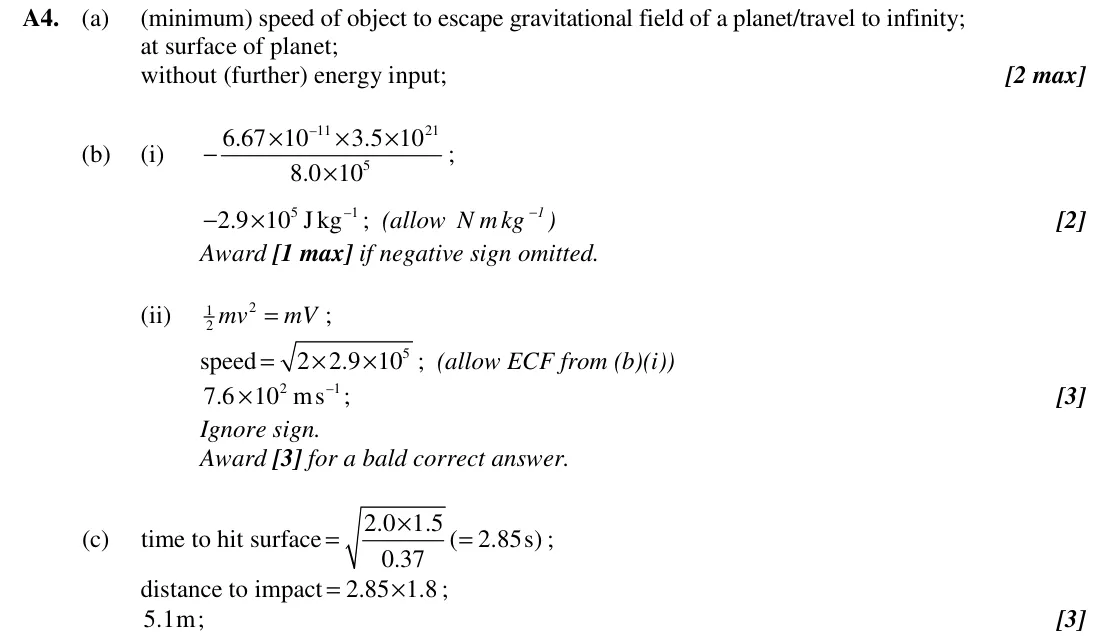 A4. (a) (minimum) speed of object to escape gravitational field of a planet/travel to infinity;
at surface of planet;
without (further) energy input; [2 max]
(b) (i) −(6.67×10⁻¹¹×3.5×10²¹)/(8.0×10⁵) ;
−2.9×10⁵ J kg⁻¹ ; (allow N m kg⁻¹) [2]
Award [1 max] if negative sign omitted.
(ii) ½mv² = mV ;
speed = √(2×2.9×10⁵) ; (allow ECF from (b)(i))
7.6×10² m s⁻¹ ; [3]
Ignore sign.
Award [3] for a bald correct answer.
(c) time to hit surface = √((2.0×1.5)/0.37) (= 2.85s) ;
distance to impact = 2.85×1.8 ;
5.1m ; [3]